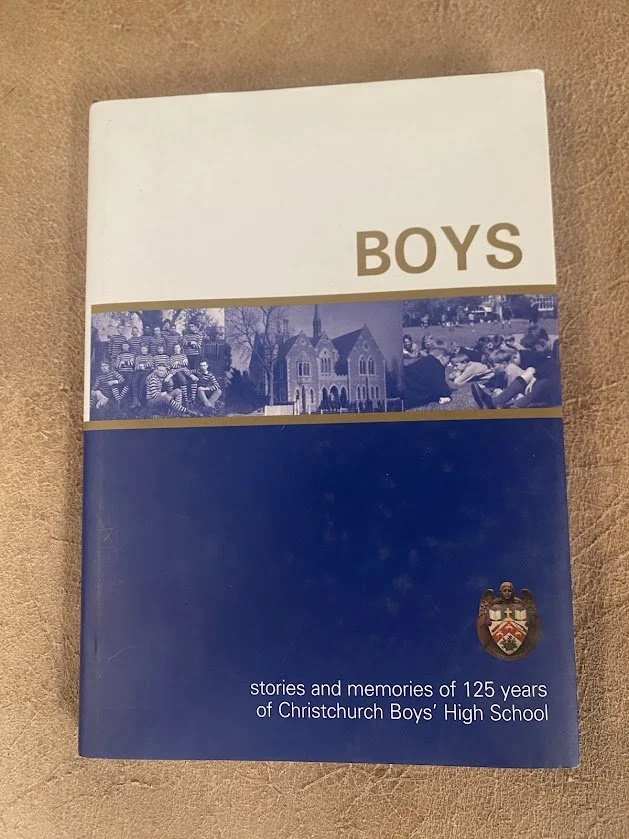 BOYS
stories and memories of 125 years
of Christchurch Boys' High School